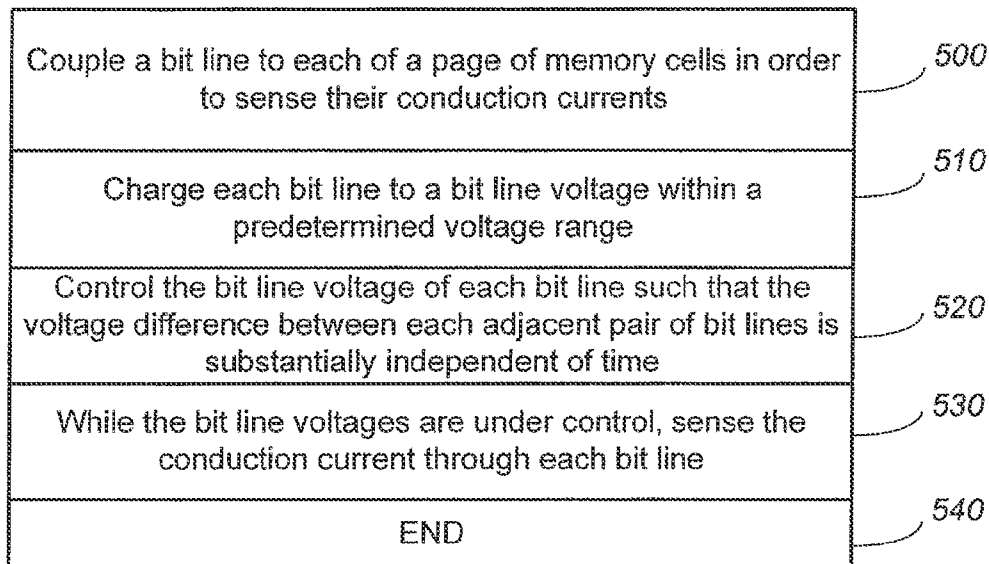 Couple a bit line to each of a page of memory cells in order
to sense their conduction currents
500
Charge each bit line to a bit line voltage within a
predetermined voltage range
510
Control the bit line voltage of each bit line such that the
voltage difference between each adjacent pair of bit lines is
substantially independent of time
520
While the bit line voltages are under control, sense the
conduction current through each bit line
530
END
540